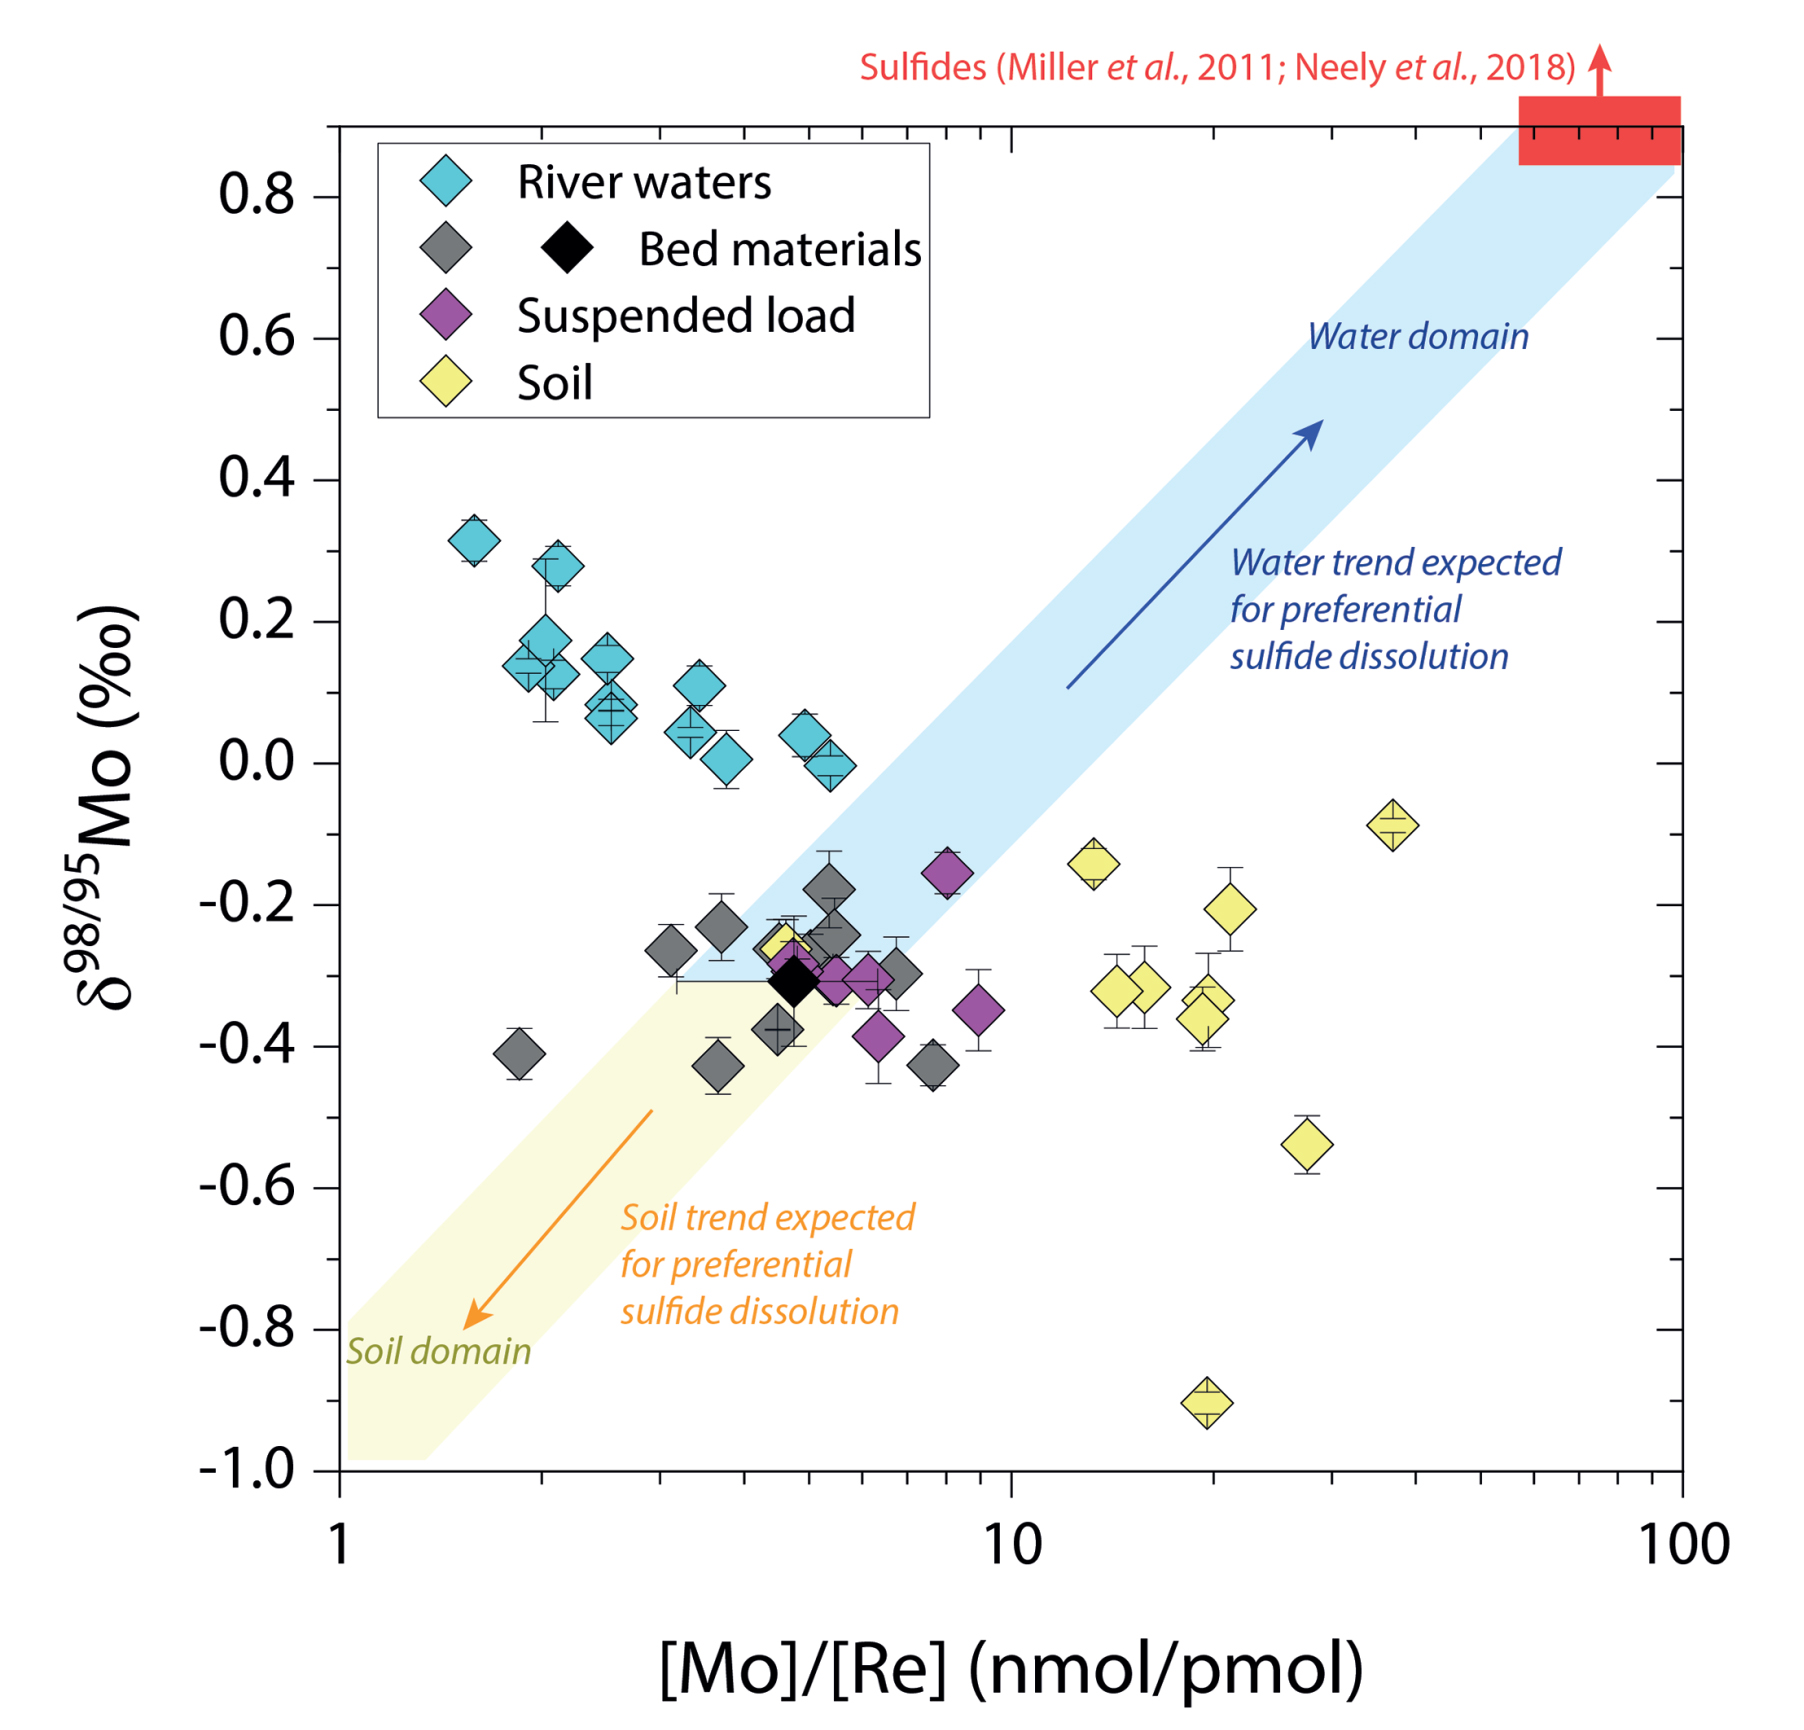 Sulfides (Miller et al., 2011; Neely et al., 2018)
River waters
Bed materials
Suspended load
Soil
0.8
0.6
0.4
0.2
0.0
-0.2
-0.4
-0.6
-0.8
-1.0
δ98/95Mo (‰)
Water domain
Water trend expected
for preferential
sulfide dissolution
Soil trend expected
for preferential
sulfide dissolution
Soil domain
1
10
100
[Mo]/[Re] (nmol/pmol)